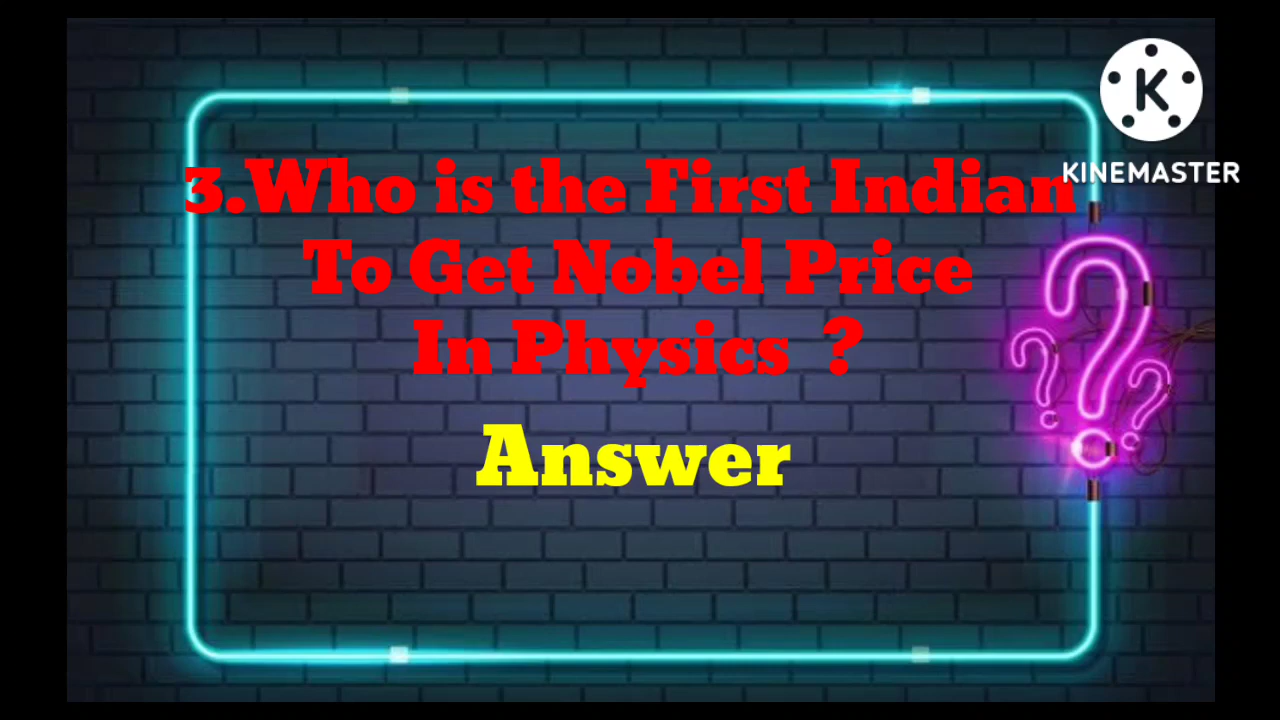 K
KINEMASTER
3.Who is the First Indian
To Get Nobel Price
In Physics ?
Answer